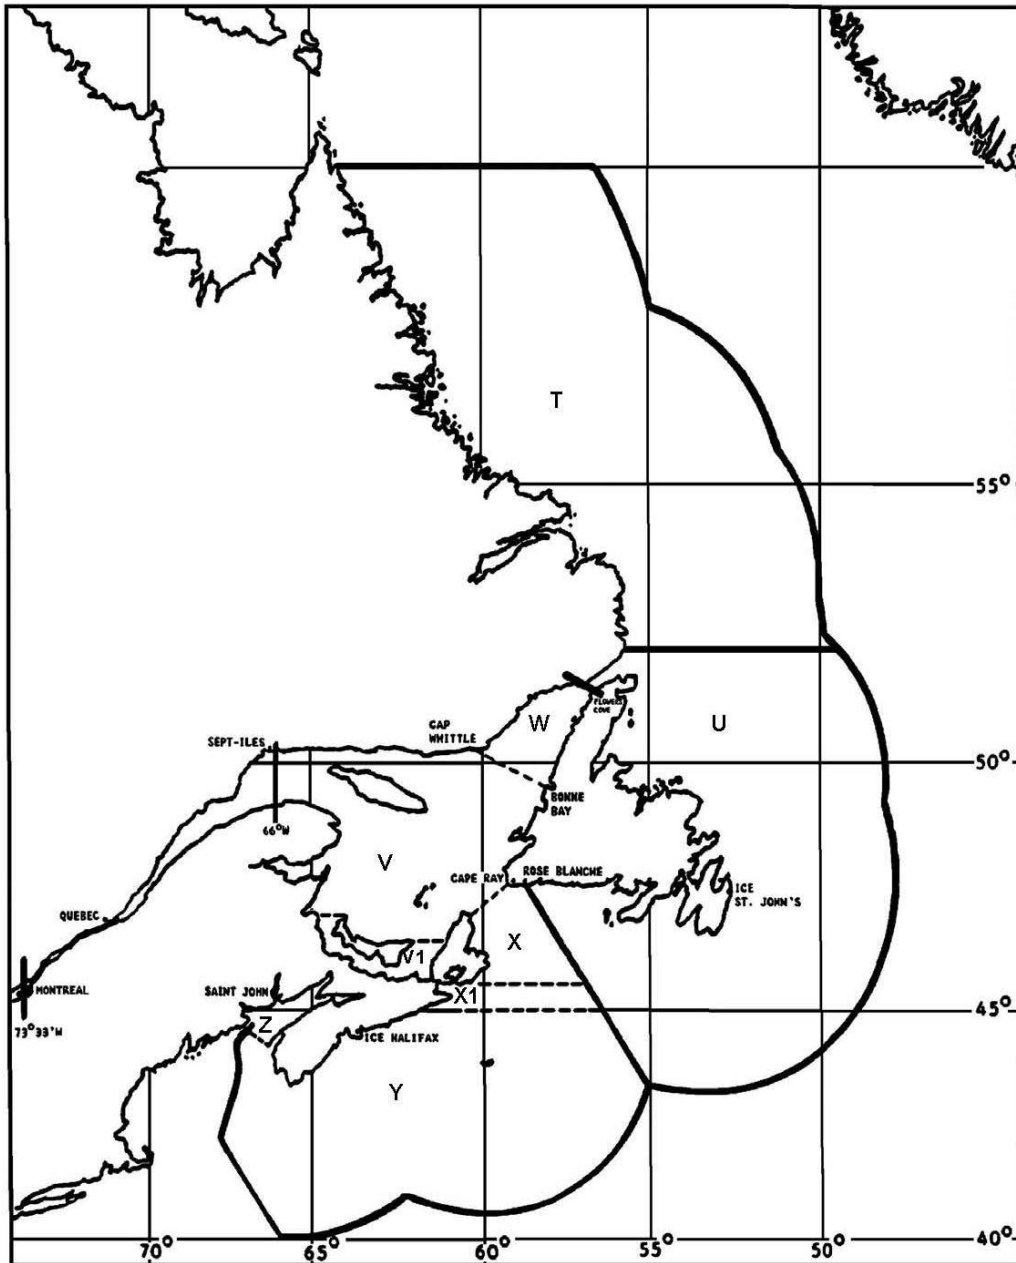 T
55°
W
U
FLOWERS
COVE
CAP
WHITTLE
SEPT-ILES
50°
66°W
BONNE
BAY
V
CAPE RAY
ROSE BLANCHE
ICE
ST. JOHN'S
QUEBEC
X
V1
MONTREAL
SAINT JOHN
X1
73°33'W
Z
ICE HALIFAX
45°
Y
70°
65°
60°
55°
50°
40°